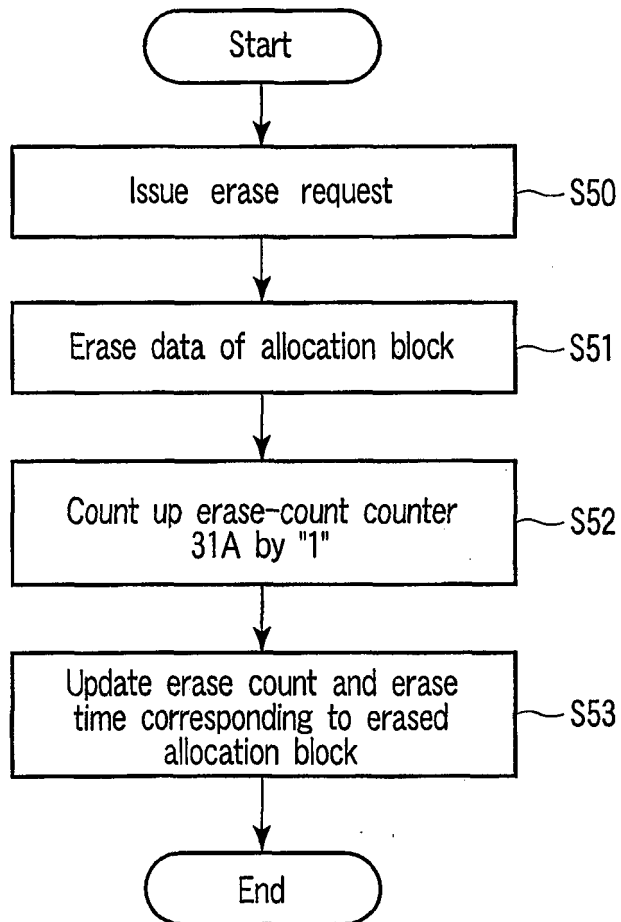 Start
Issue erase request
S50
Erase data of allocation block
S51
Count up erase-count counter
31A by "1"
S52
Update erase count and erase
time corresponding to erased
allocation block
S53
End